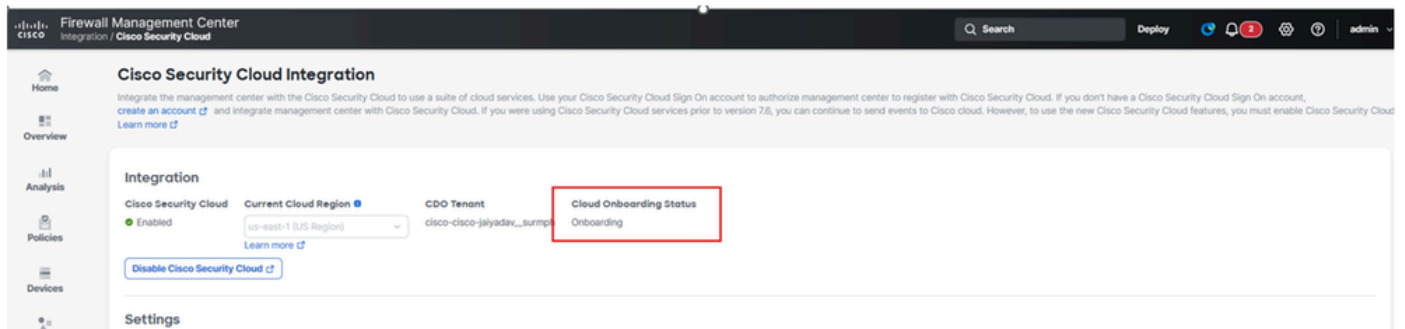 Firewall Management Center
CISCO Integration / Cisco Security Cloud
Search
Deploy
2
admin
Home
Overview
Analysis
Policies
Devices
Cisco Security Cloud Integration
Integrate the management center with the Cisco Security Cloud to use a suite of cloud services. Use your Cisco Security Cloud Sign On account to authorize management center to register with Cisco Security Cloud. If you don't have a Cisco Security Cloud Sign On account,
create an account and integrate management center with Cisco Security Cloud. If you were using Cisco Security Cloud services prior to version 7.6, you can continue to send events to Cisco cloud. However, to use the new Cisco Security Cloud features, you must enable Cisco Security Cloud
Learn more
Integration
Cisco Security Cloud Current Cloud Region CDO Tenant Cloud Onboarding Status
Enabled us-east-1 (US Region) cisco-cisco-jaiyadav__surmp Onboarding
Learn more
Disable Cisco Security Cloud
Settings